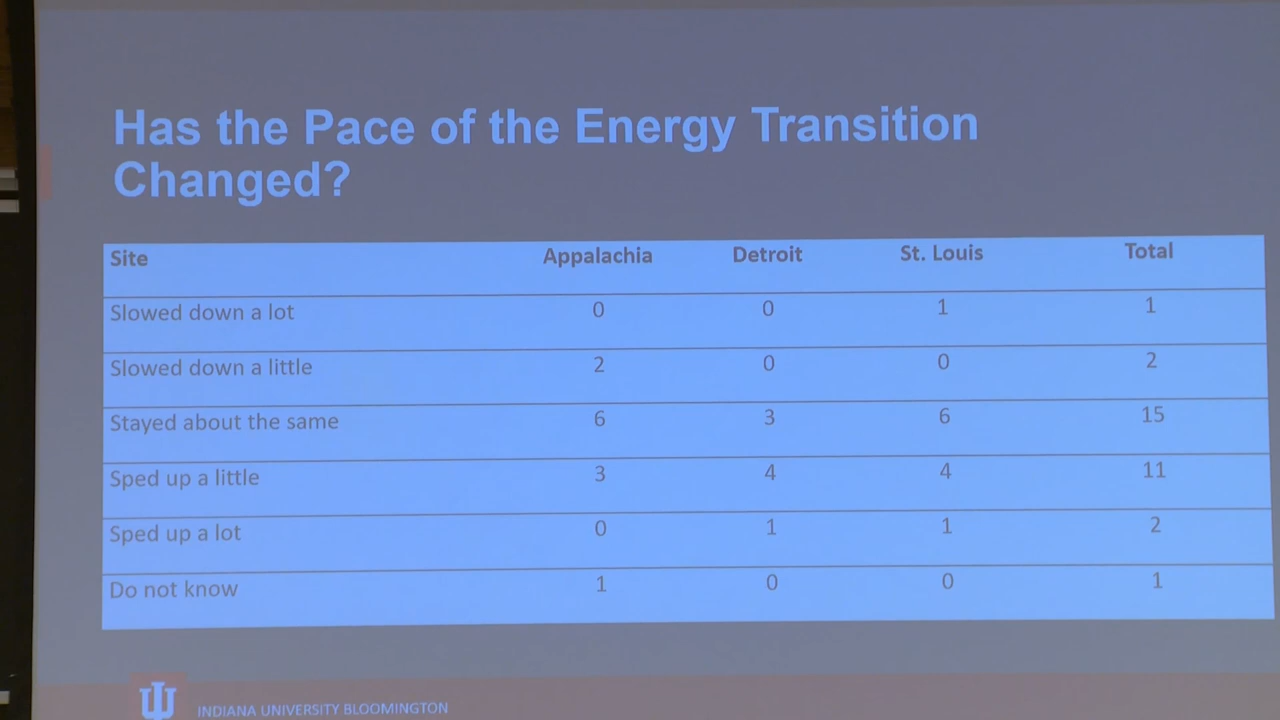 Has the Pace of the Energy Transition
Changed?
Site Appalachia Detroit St. Louis Total
Slowed down a lot 0 0 1 1
Slowed down a little 2 0 0 2
Stayed about the same 6 3 6 15
Sped up a little 3 4 4 11
Sped up a lot 0 1 1 2
Do not know 1 0 0 1
INDIANA UNIVERSITY BLOOMINGTON